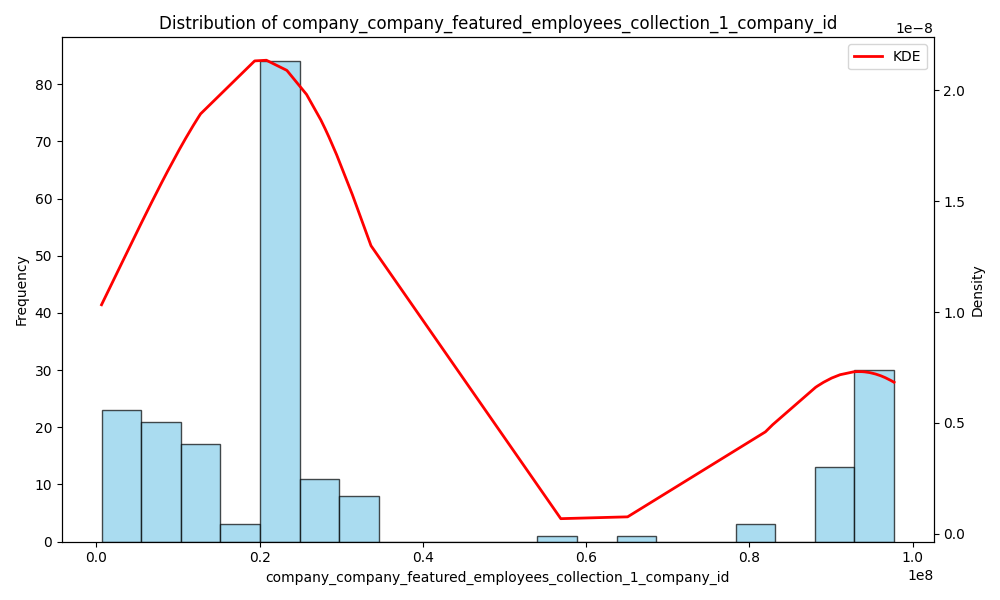 Distribution of company_company_featured_employees_collection_1_company_id
1e−8
KDE
Frequency
80
70
60
50
40
30
20
10
0
2.0
1.5
1.0
0.5
0.0
Density
0.0 0.2 0.4 0.6 0.8 1.0
1e8
company_company_featured_employees_collection_1_company_id